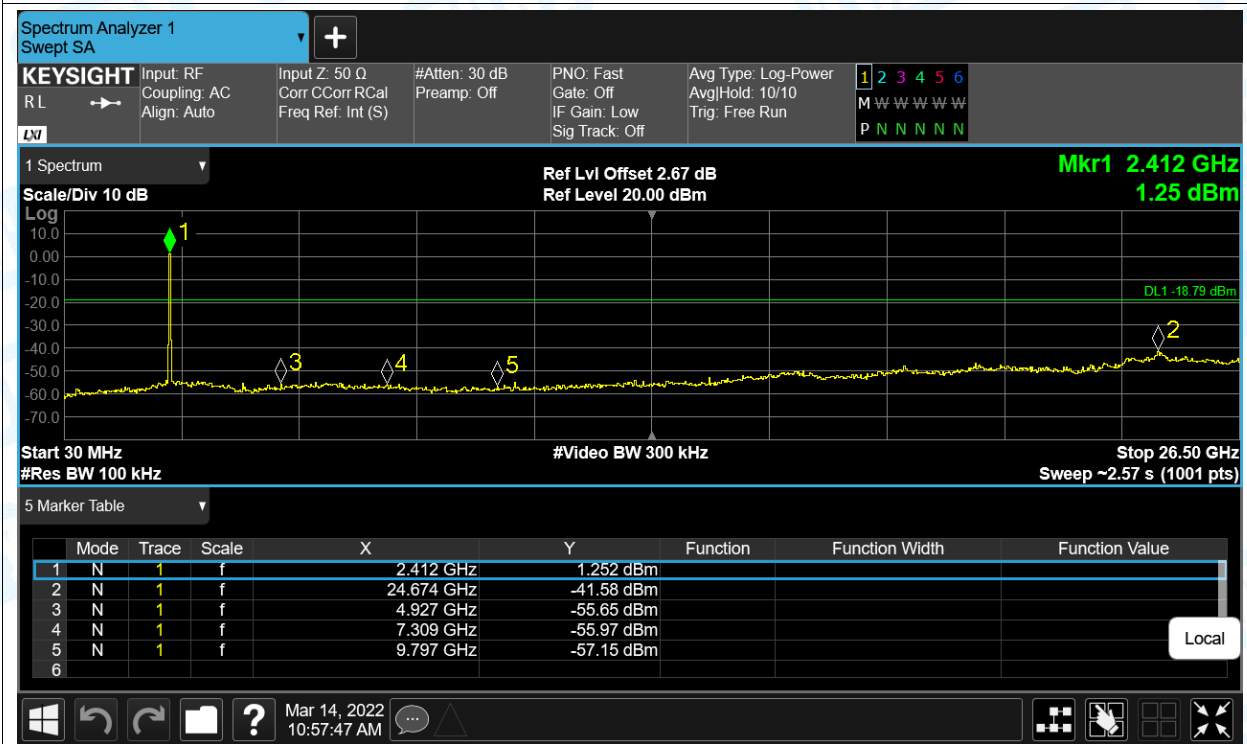 Spectrum Analyzer 1
Swept SA
KEYSIGHT
RL
LXI
Input: RF
Coupling: AC
Align: Auto
Input Z: 50 Ω
Corr CCorr RCal
Freq Ref: Int (S)
#Atten: 30 dB
Preamp: Off
PNO: Fast
Gate: Off
IF Gain: Low
Sig Track: Off
Avg Type: Log-Power
Avg|Hold: 10/10
Trig: Free Run
1 2 3 4 5 6
M W W W W W W
P N N N N N N
1 Spectrum
Scale/Div 10 dB
Ref Lvl Offset 2.67 dB
Ref Level 20.00 dBm
Mkr1 2.412 GHz
1.25 dBm
Log
10.0
0.00
-10.0
-20.0
-30.0
-40.0
-50.0
-60.0
-70.0
1
DL1 -18.79 dBm
2
3
4
5
Start 30 MHz
#Video BW 300 kHz
Stop 26.50 GHz
#Res BW 100 kHz
Sweep ~2.57 s (1001 pts)
5 Marker Table
Mode Trace Scale X Y Function Function Width Function Value
1 N 1 f 2.412 GHz 1.252 dBm
2 N 1 f 24.674 GHz -41.58 dBm
3 N 1 f 4.927 GHz -55.65 dBm
4 N 1 f 7.309 GHz -55.97 dBm
5 N 1 f 9.797 GHz -57.15 dBm
6
Local
?
Mar 14, 2022
10:57:47 AM